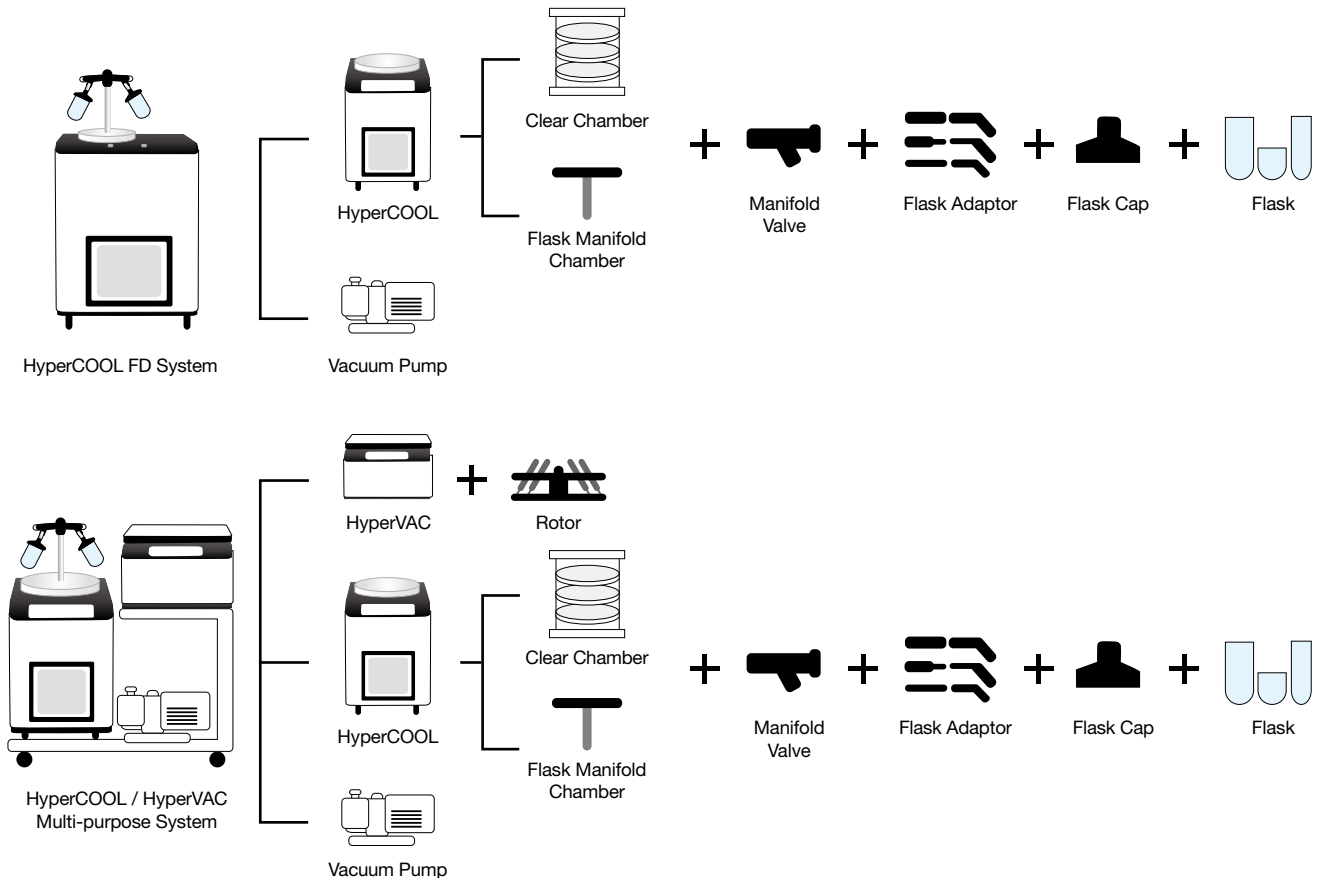 Clear Chamber
HyperCOOL
Manifold
Valve
Flask Adaptor
Flask Cap
Flask
Flask Manifold
Chamber
HyperCOOL FD System
Vacuum Pump
HyperVAC
Rotor
Clear Chamber
HyperCOOL
Manifold
Valve
Flask Adaptor
Flask Cap
Flask
Flask Manifold
Chamber
HyperCOOL / HyperVAC
Multi-purpose System
Vacuum Pump